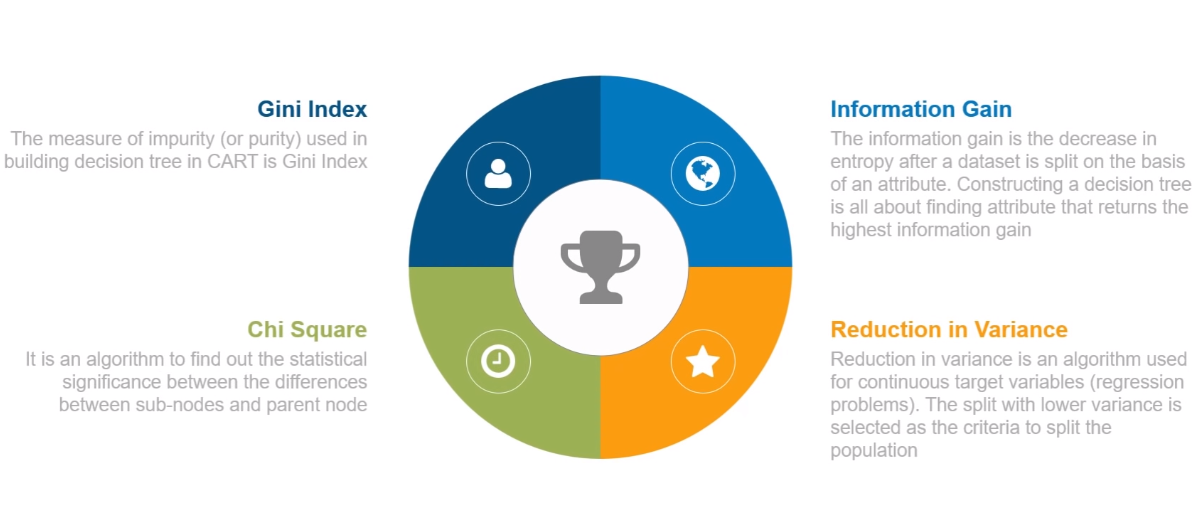 Gini Index
The measure of impurity (or purity) used in
building decision tree in CART is Gini Index
Information Gain
The information gain is the decrease in
entropy after a dataset is split on the basis
of an attribute. Constructing a decision tree
is all about finding attribute that returns the
highest information gain
Chi Square
It is an algorithm to find out the statistical
significance between the differences
between sub-nodes and parent node
Reduction in Variance
Reduction in variance is an algorithm used
for continuous target variables (regression
problems). The split with lower variance is
selected as the criteria to split the
population